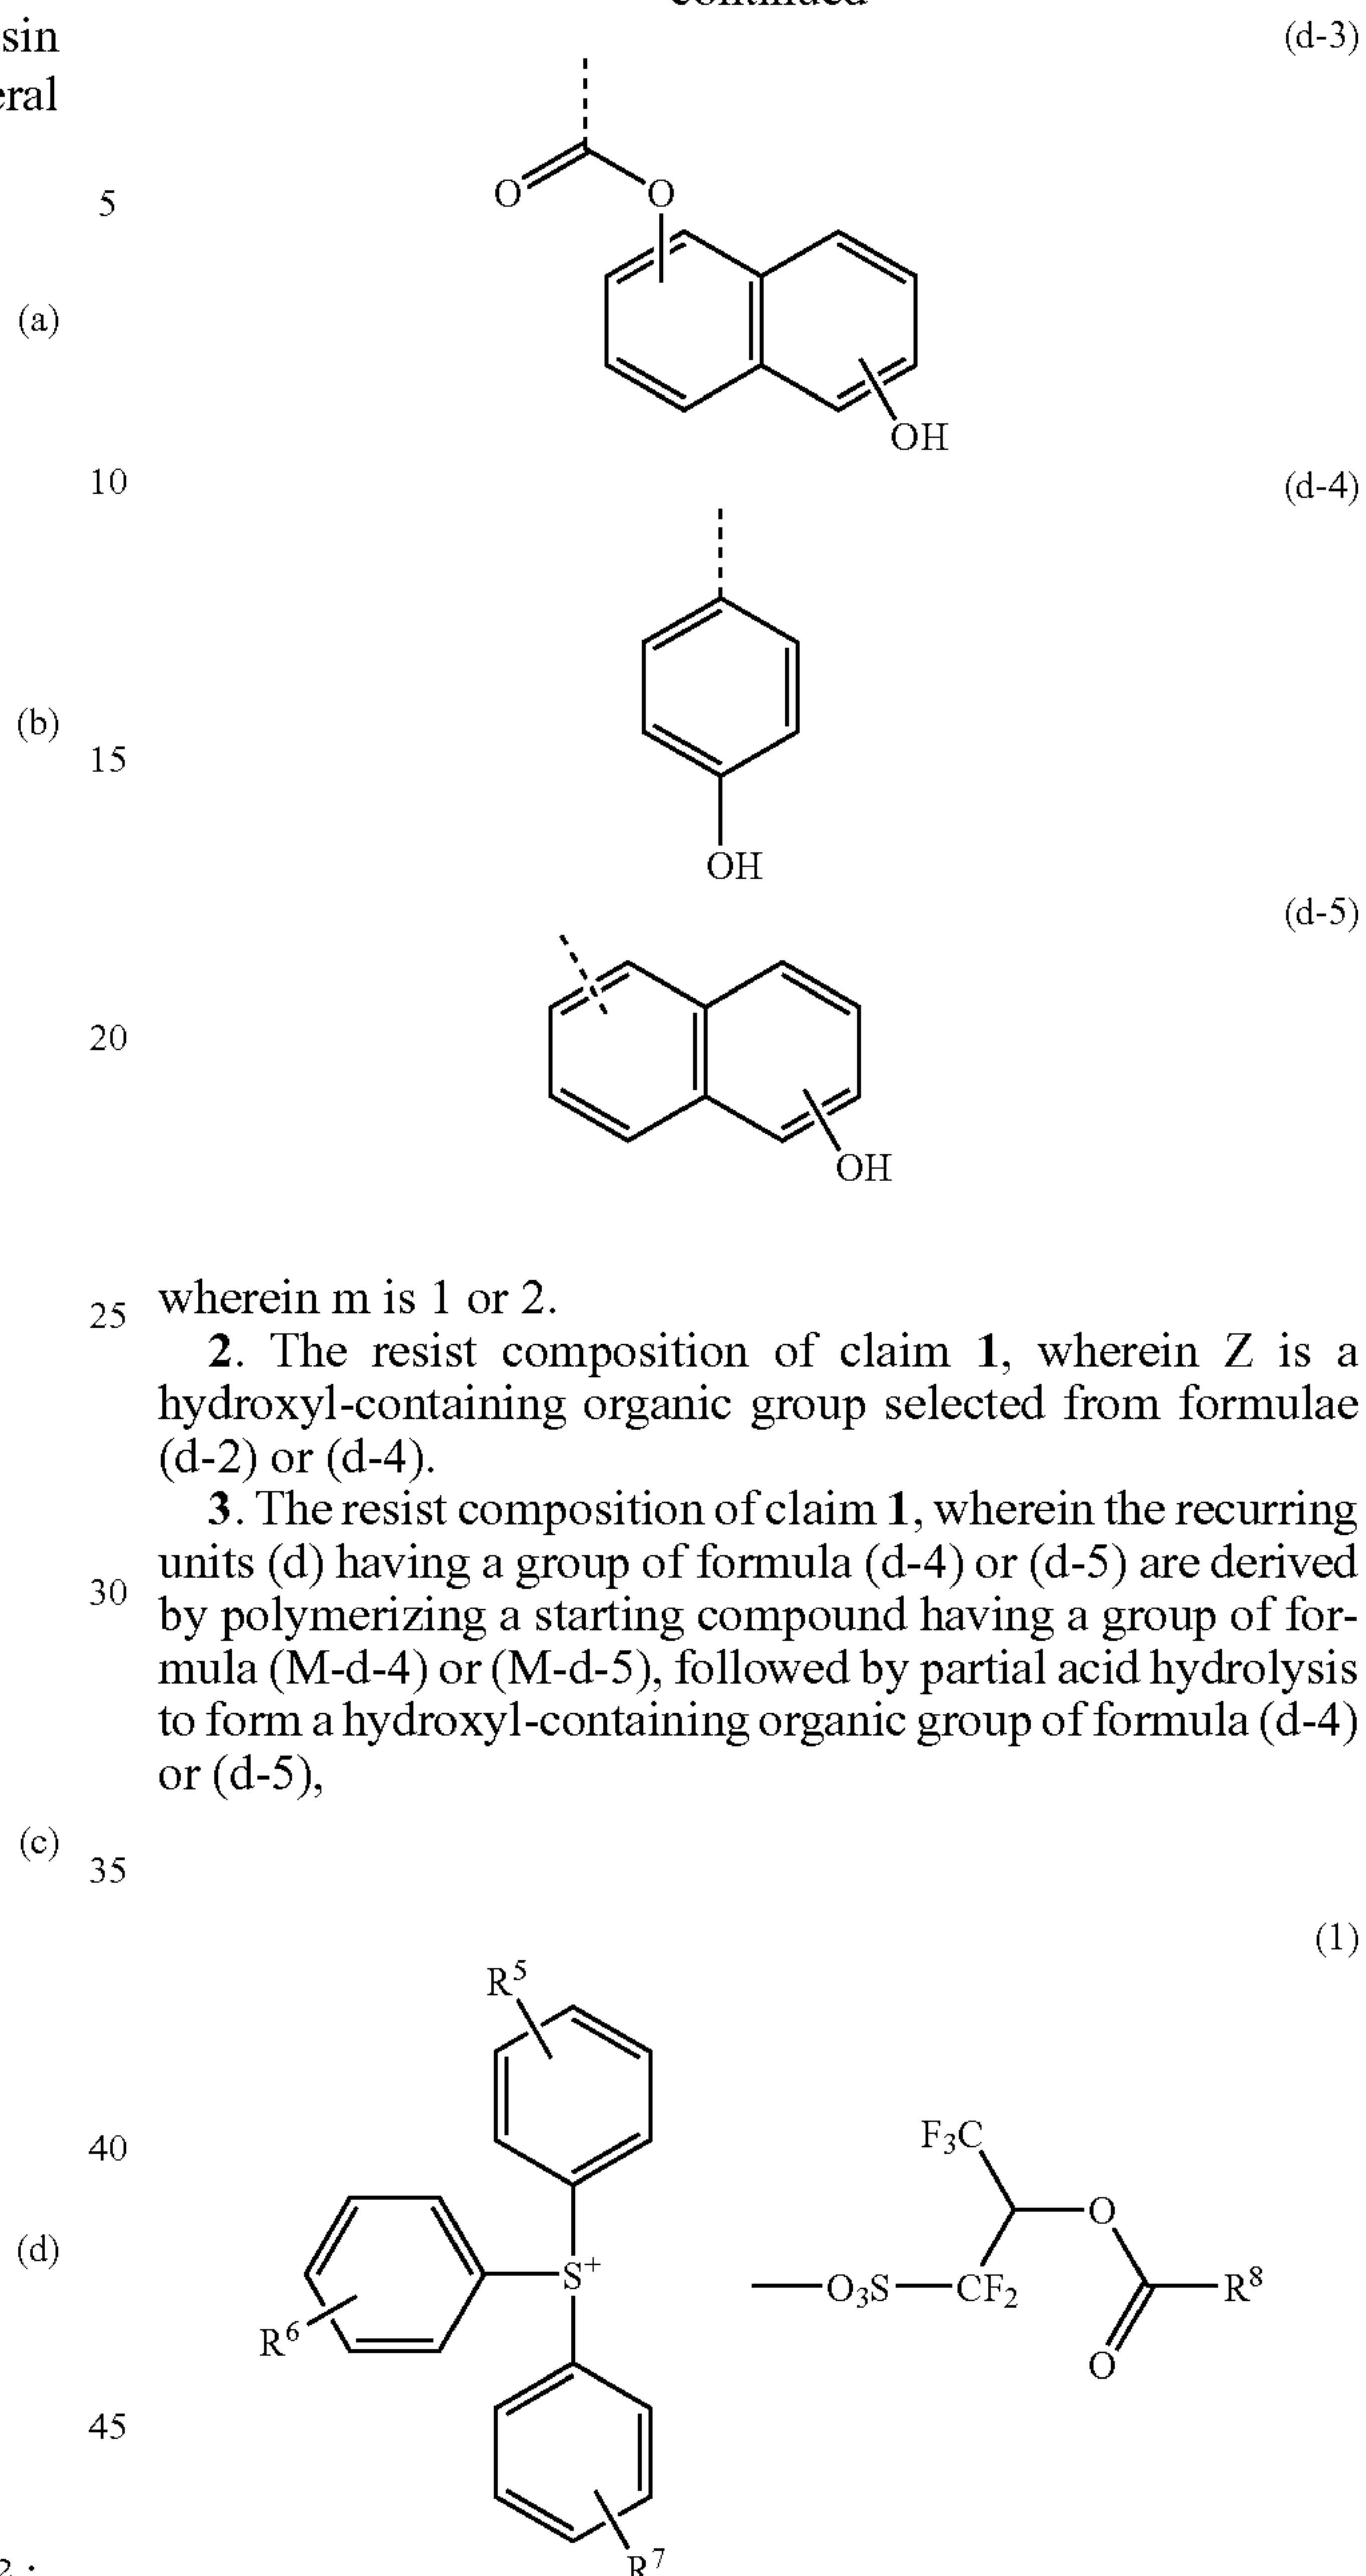 continued
sin
(d-3)
eral
O
O
5
(a)
OH
10
(d-4)
(b)
15
OH
(d-5)
20
OH
25
wherein m is 1 or 2.
2. The resist composition of claim 1, wherein Z is a
hydroxyl-containing organic group selected from formulae
(d-2) or (d-4).
3. The resist composition of claim 1, wherein the recurring
units (d) having a group of formula (d-4) or (d-5) are derived
30
by polymerizing a starting compound having a group of for-
mula (M-d-4) or (M-d-5), followed by partial acid hydrolysis
to form a hydroxyl-containing organic group of formula (d-4)
or (d-5),
(c)
35
(1)
R⁵
F₃C
40
O
(d)
S⁺
—O₃S—CF₂
R⁸
R⁶
O
45
R⁷